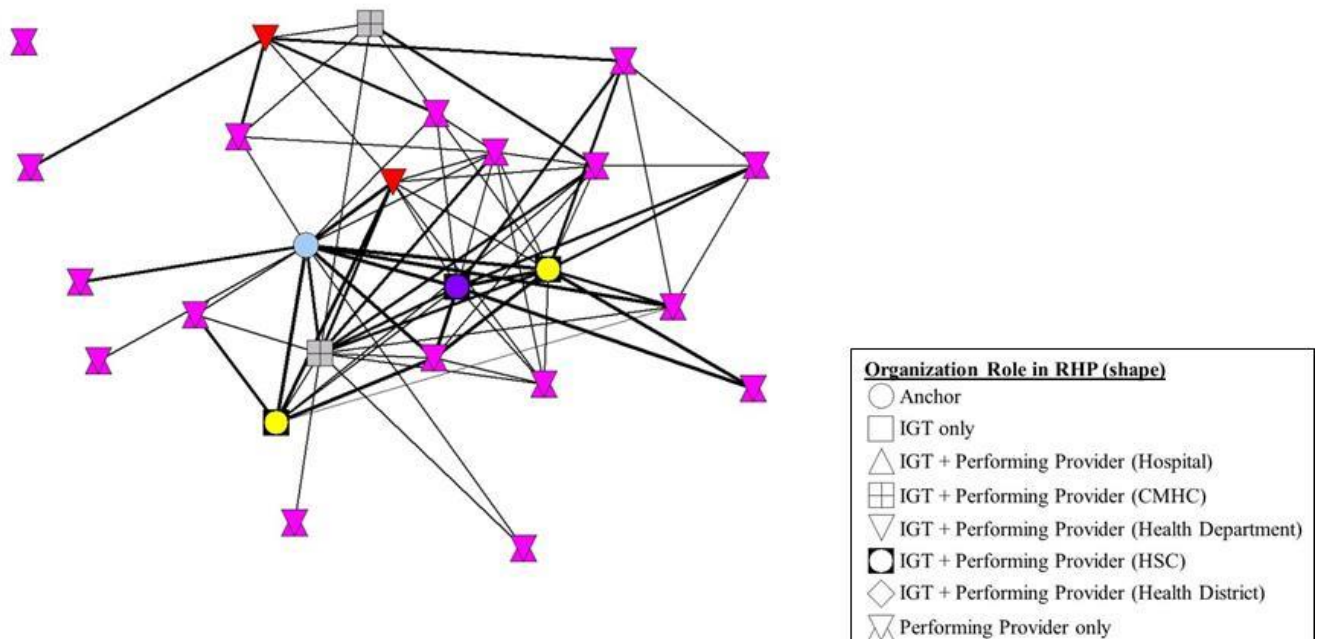 Organization Role in RHP (shape)
Anchor
IGT only
IGT + Performing Provider (Hospital)
IGT + Performing Provider (CMHC)
IGT + Performing Provider (Health Department)
IGT + Performing Provider (HSC)
IGT + Performing Provider (Health District)
Performing Provider only